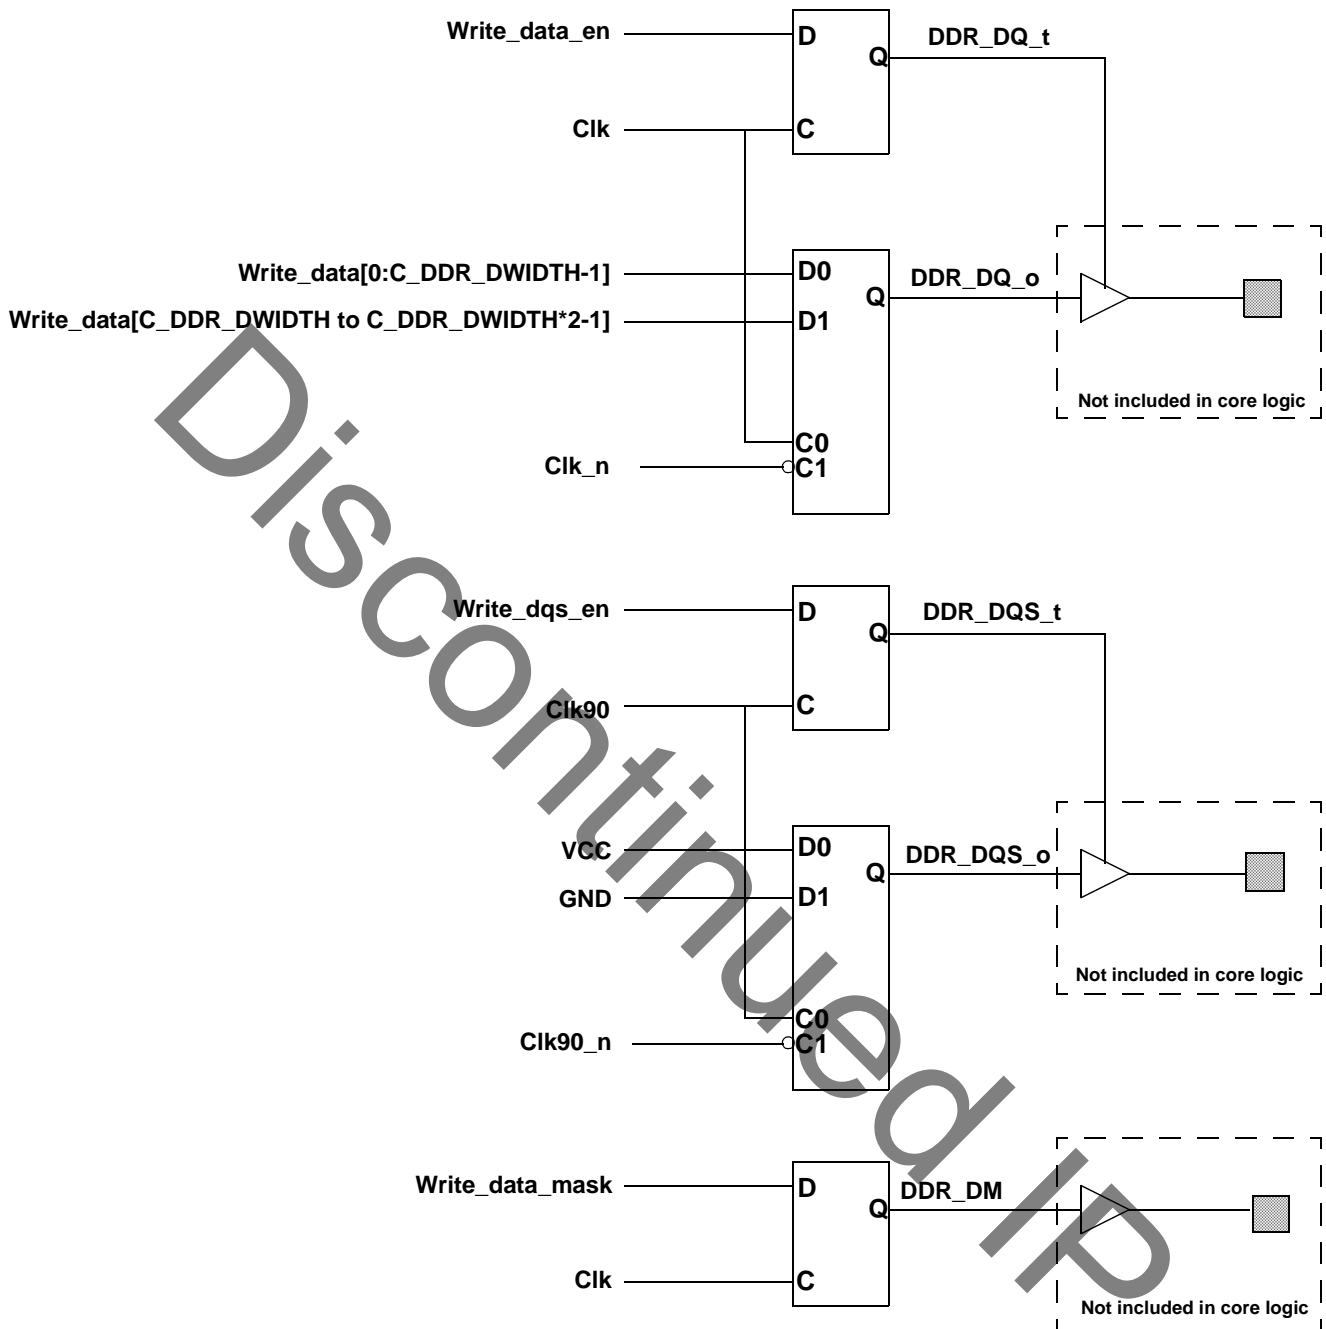 Write_data_en
D
Q
DDR_DQ_t
Clk
C
Write_data[0:C_DDR_DWIDTH-1]
D0
Q
DDR_DQ_o
Write_data[C_DDR_DWIDTH to C_DDR_DWIDTH*2-1]
D1
Not included in core logic
C0
Clk_n
C1
Write_dqs_en
D
Q
DDR_DQS_t
Clk90
C
VCC
D0
Q
DDR_DQS_o
GND
D1
Not included in core logic
C0
Clk90_n
C1
Write_data_mask
D
Q
DDR_DM
Clk
C
Not included in core logic
Discontinued IP